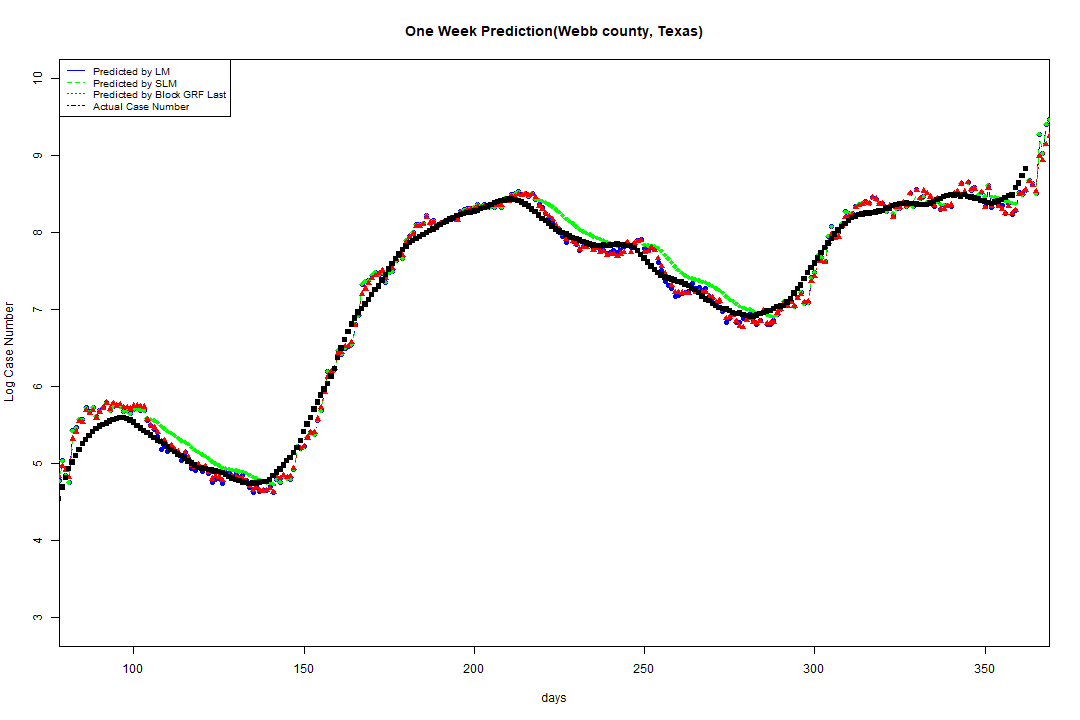 One Week Prediction(Webb county, Texas)
Predicted by LM
Predicted by SLM
Predicted by Block GRF Last
Actual Case Number
10
9
8
7
6
5
4
3
Log Case Number
100 150 200 250 300 350
days